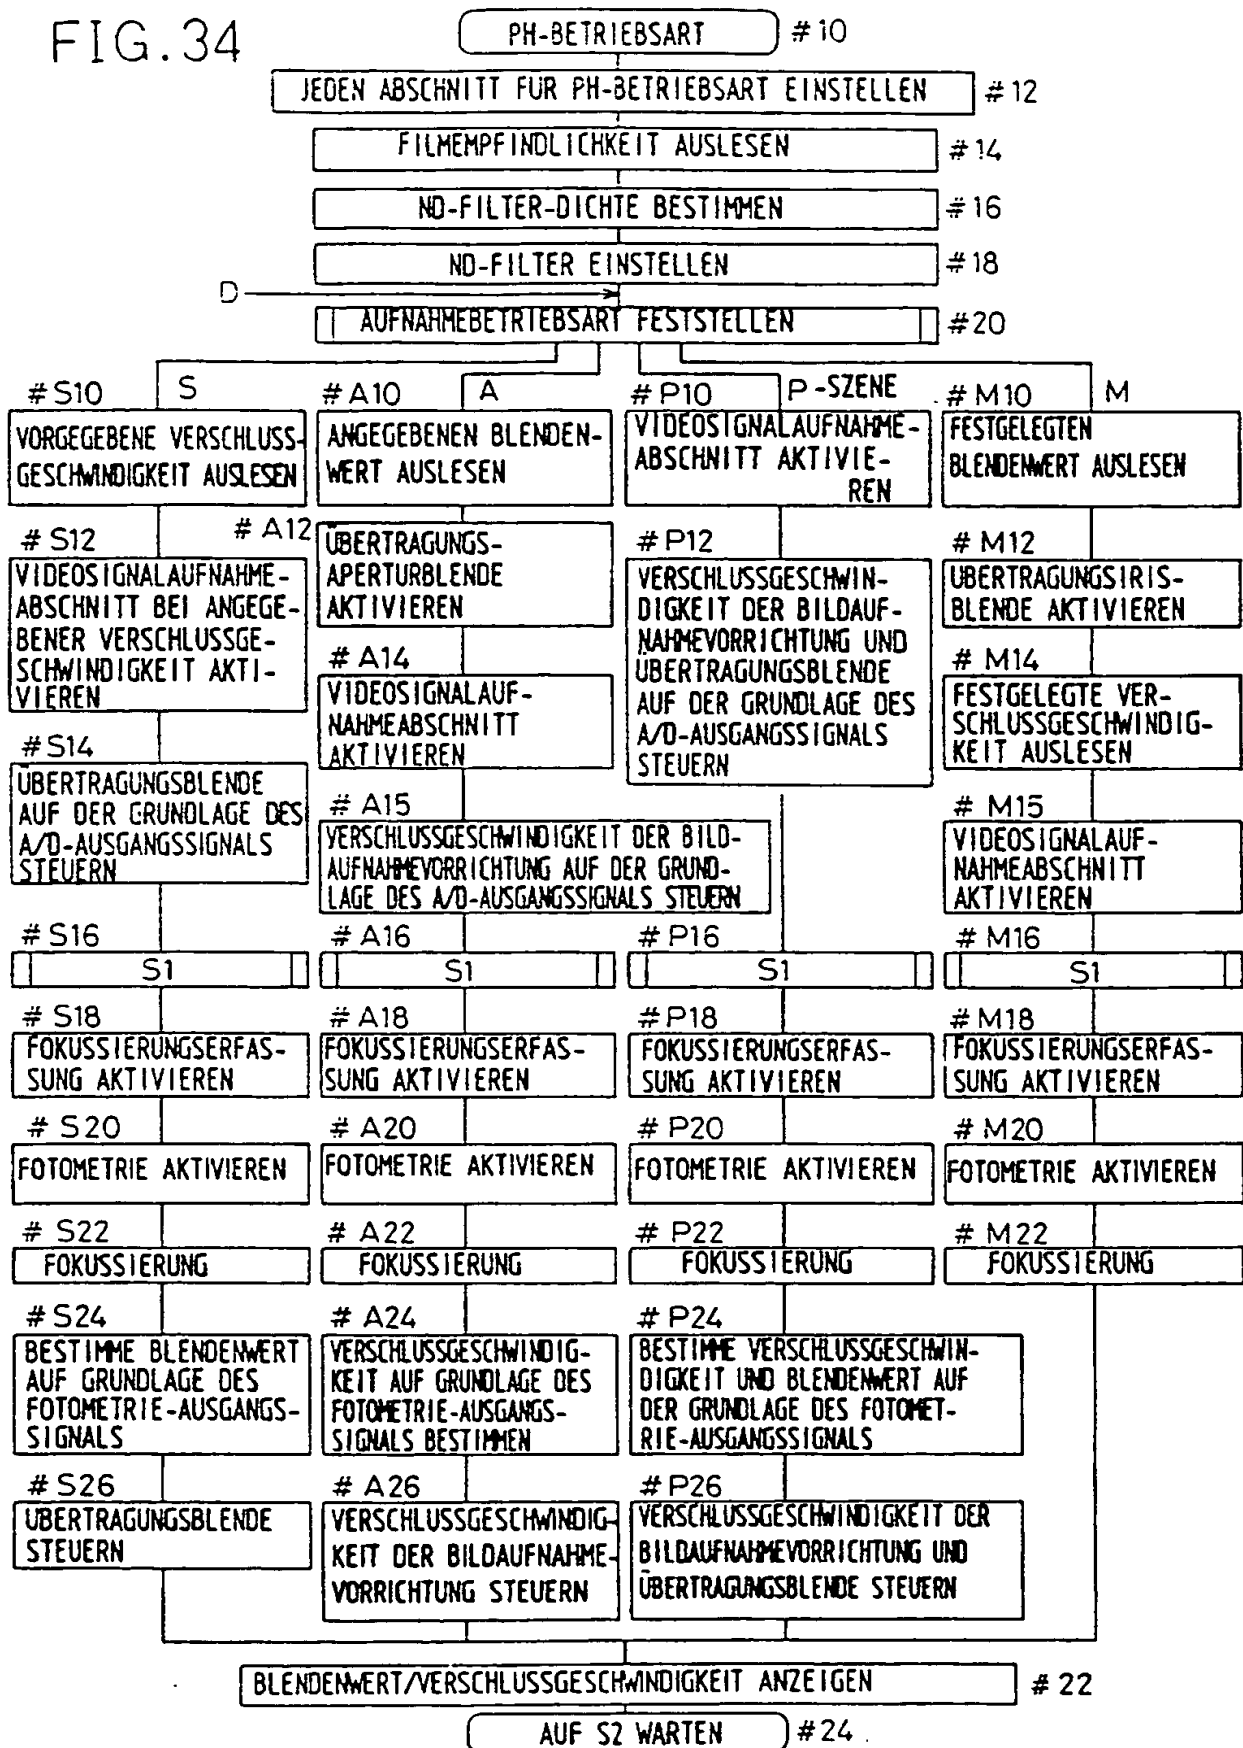 FIG.34
PH-BETRIEBSART #10
JEDEN ABSCHNITT FUR PH-BETRIEBSART EINSTELLEN #12
FILMEMPFINDLICHKEIT AUSLESEN #14
ND-FILTER-DICHTE BESTIMMEN #16
ND-FILTER EINSTELLEN #18
D
AUFNAHMEBETRIEBSART FESTSTELLEN #20
#S10 S
VORGEGEBENE VERSCHLUSS-
GESCHWINDIGKEIT AUSLESEN
#S12
VIDEOSIGNALAUFNAHME-
ABSCHNITT BEI ANGEGE-
BENER VERSCHLUSSGE-
SCHWINDIGKEIT AKTI-
VIEREN
#S14
ÜBERTRAGUNGSBLENDE
AUF DER GRUNDLAGE DES
A/D-AUSGANGSSIGNALS
STEUERN
#S16
S1
#S18
FOKUSSIERUNGSERFAS-
SUNG AKTIVIEREN
#S20
FOTOMETRIE AKTIVIEREN
#S22
FOKUSSIERUNG
#S24
BESTIMME BLENDENWERT
AUF GRUNDLAGE DES
FOTOMETRIE-AUSGANGS-
SIGNALS
#S26
UBERTRAGUNGSBLENDE
STEUERN
#A10 A
ANGEGEBENEN BLENDEN-
WERT AUSLESEN
#A12
ÜBERTRAGUNGS-
APERTURBLENDE
AKTIVIEREN
#A14
VIDEOSIGNALAUF-
NAHMEABSCHNITT
AKTIVIEREN
#A15
VERSCHLUSSGESCHWINDIGKEIT DER BILD-
AUFNAHMEVORRICHTUNG AUF DER GRUND-
LAGE DES A/D-AUSGANGSSIGNALS STEUERN
#A16
S1
#A18
FOKUSSIERUNGSERFAS-
SUNG AKTIVIEREN
#A20
FOTOMETRIE AKTIVIEREN
#A22
FOKUSSIERUNG
#A24
VERSCHLUSSGESCHWINDIG-
KEIT AUF GRUNDLAGE DES
FOTOMETRIE-AUSGANGS-
SIGNALS BESTIMMEN
#A26
VERSCHLUSSGESCHWINDIG-
KEIT DER BILDAUFNAHME-
VORRICHTUNG STEUERN
#P10 P-SZENE
VIDEOSIGNALAUFNAHME-
ABSCHNITT AKTIVIE-
REN
#P12
VERSCHLUSSGESCHWIN-
DIGKEIT DER BILDAUF-
NAHMEVORRICHTUNG UND
ÜBERTRAGUNGSBLENDE
AUF DER GRUNDLAGE DES
A/D-AUSGANGSSIGNALS
STEUERN
#P16
S1
#P18
FOKUSSIERUNGSERFAS-
SUNG AKTIVIEREN
#P20
FOTOMETRIE AKTIVIEREN
#P22
FOKUSSIERUNG
#P24
BESTIMME VERSCHLUSSGESCHWIN-
DIGKEIT UND BLENDENWERT AUF
DER GRUNDLAGE DES FOTOMET-
RIE-AUSGANGSSIGNALS
#P26
VERSCHLUSSGESCHWINDIGKEIT DER
BILDAUFNAHMEVORRICHTUNG UND
ÜBERTRAGUNGSBLENDE STEUERN
#M10 M
FESTGELEGTEN
BLENDENWERT AUSLESEN
#M12
UBERTRAGUNGSIRIS-
BLENDE AKTIVIEREN
#M14
FESTGELEGTE VER-
SCHLUSSGESCHWINDIG-
KEIT AUSLESEN
#M15
VIDEOSIGNALAUF-
NAHMEABSCHNITT
AKTIVIEREN
#M16
S1
#M18
FOKUSSIERUNGSERFAS-
SUNG AKTIVIEREN
#M20
FOTOMETRIE AKTIVIEREN
#M22
FOKUSSIERUNG
BLENDENWERT/VERSCHLUSSGESCHWINDIGKEIT ANZEIGEN #22
AUF S2 WARTEN #24